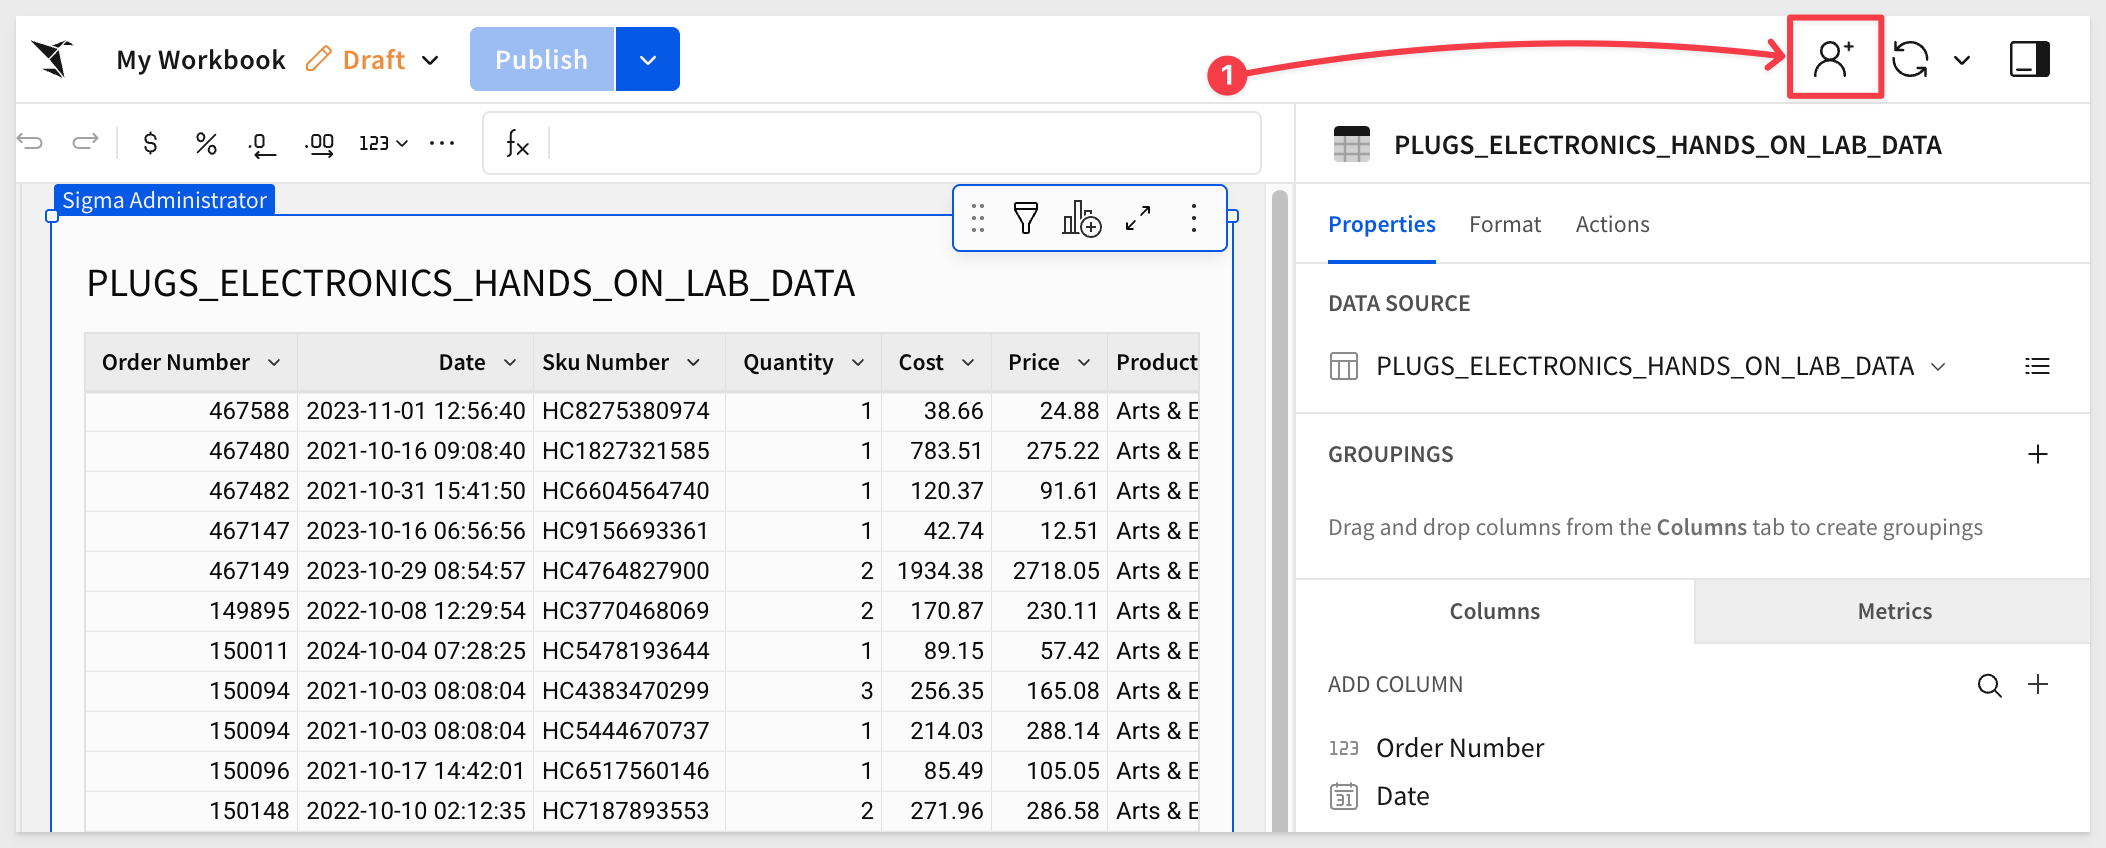 My Workbook Draft Publish 1
$ % .0 .00 123 ... fx
PLUGS_ELECTRONICS_HANDS_ON_LAB_DATA
Sigma Administrator
Properties Format Actions
PLUGS_ELECTRONICS_HANDS_ON_LAB_DATA
DATA SOURCE
PLUGS_ELECTRONICS_HANDS_ON_LAB_DATA
Order Number Date Sku Number Quantity Cost Price Product
467588 2023-11-01 12:56:40 HC8275380974 1 38.66 24.88 Arts & E
467480 2021-10-16 09:08:40 HC1827321585 1 783.51 275.22 Arts & E
467482 2021-10-31 15:41:50 HC6604564740 1 120.37 91.61 Arts & E
467147 2023-10-16 06:56:56 HC9156693361 1 42.74 12.51 Arts & E
467149 2023-10-29 08:54:57 HC4764827900 2 1934.38 2718.05 Arts & E
149895 2022-10-08 12:29:54 HC3770468069 2 170.87 230.11 Arts & E
150011 2024-10-04 07:28:25 HC5478193644 1 89.15 57.42 Arts & E
150094 2021-10-03 08:08:04 HC4383470299 3 256.35 165.08 Arts & E
150094 2021-10-03 08:08:04 HC5444670737 1 214.03 288.14 Arts & E
150096 2021-10-17 14:42:01 HC6517560146 1 85.49 105.05 Arts & E
150148 2022-10-10 02:12:35 HC7187893553 2 271.96 286.58 Arts & E
GROUPINGS
Drag and drop columns from the Columns tab to create groupings
Columns Metrics
ADD COLUMN
123 Order Number
31 Date